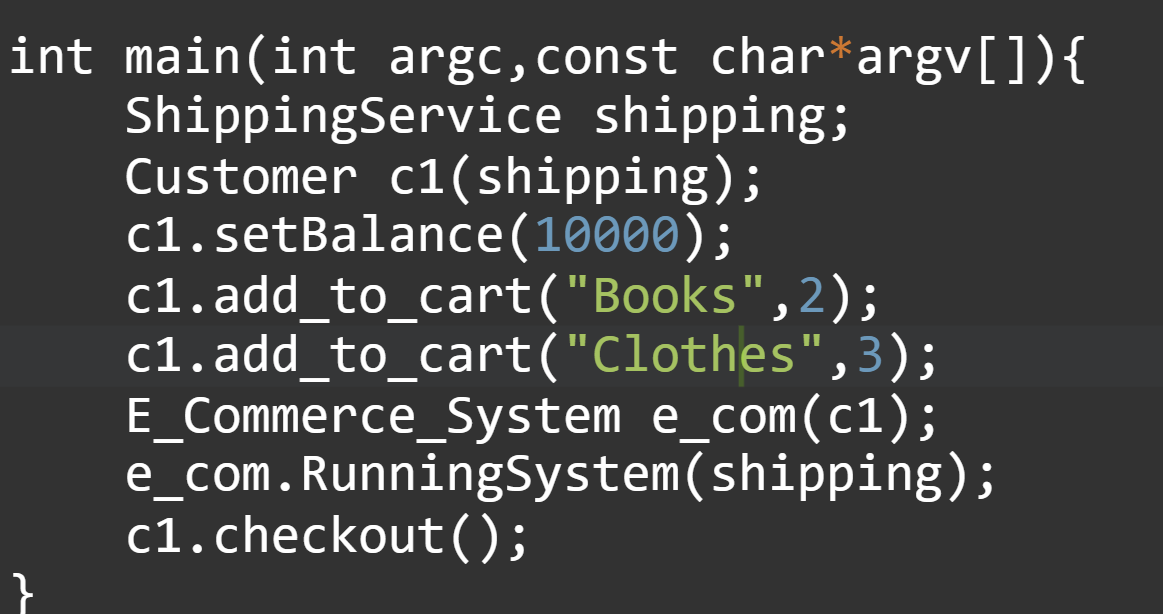 int main(int argc,const char*argv[]){
    ShippingService shipping;
    Customer c1(shipping);
    c1.setBalance(10000);
    c1.add_to_cart("Books",2);
    c1.add_to_cart("Clothes",3);
    E_Commerce_System e_com(c1);
    e_com.RunningSystem(shipping);
    c1.checkout();
}